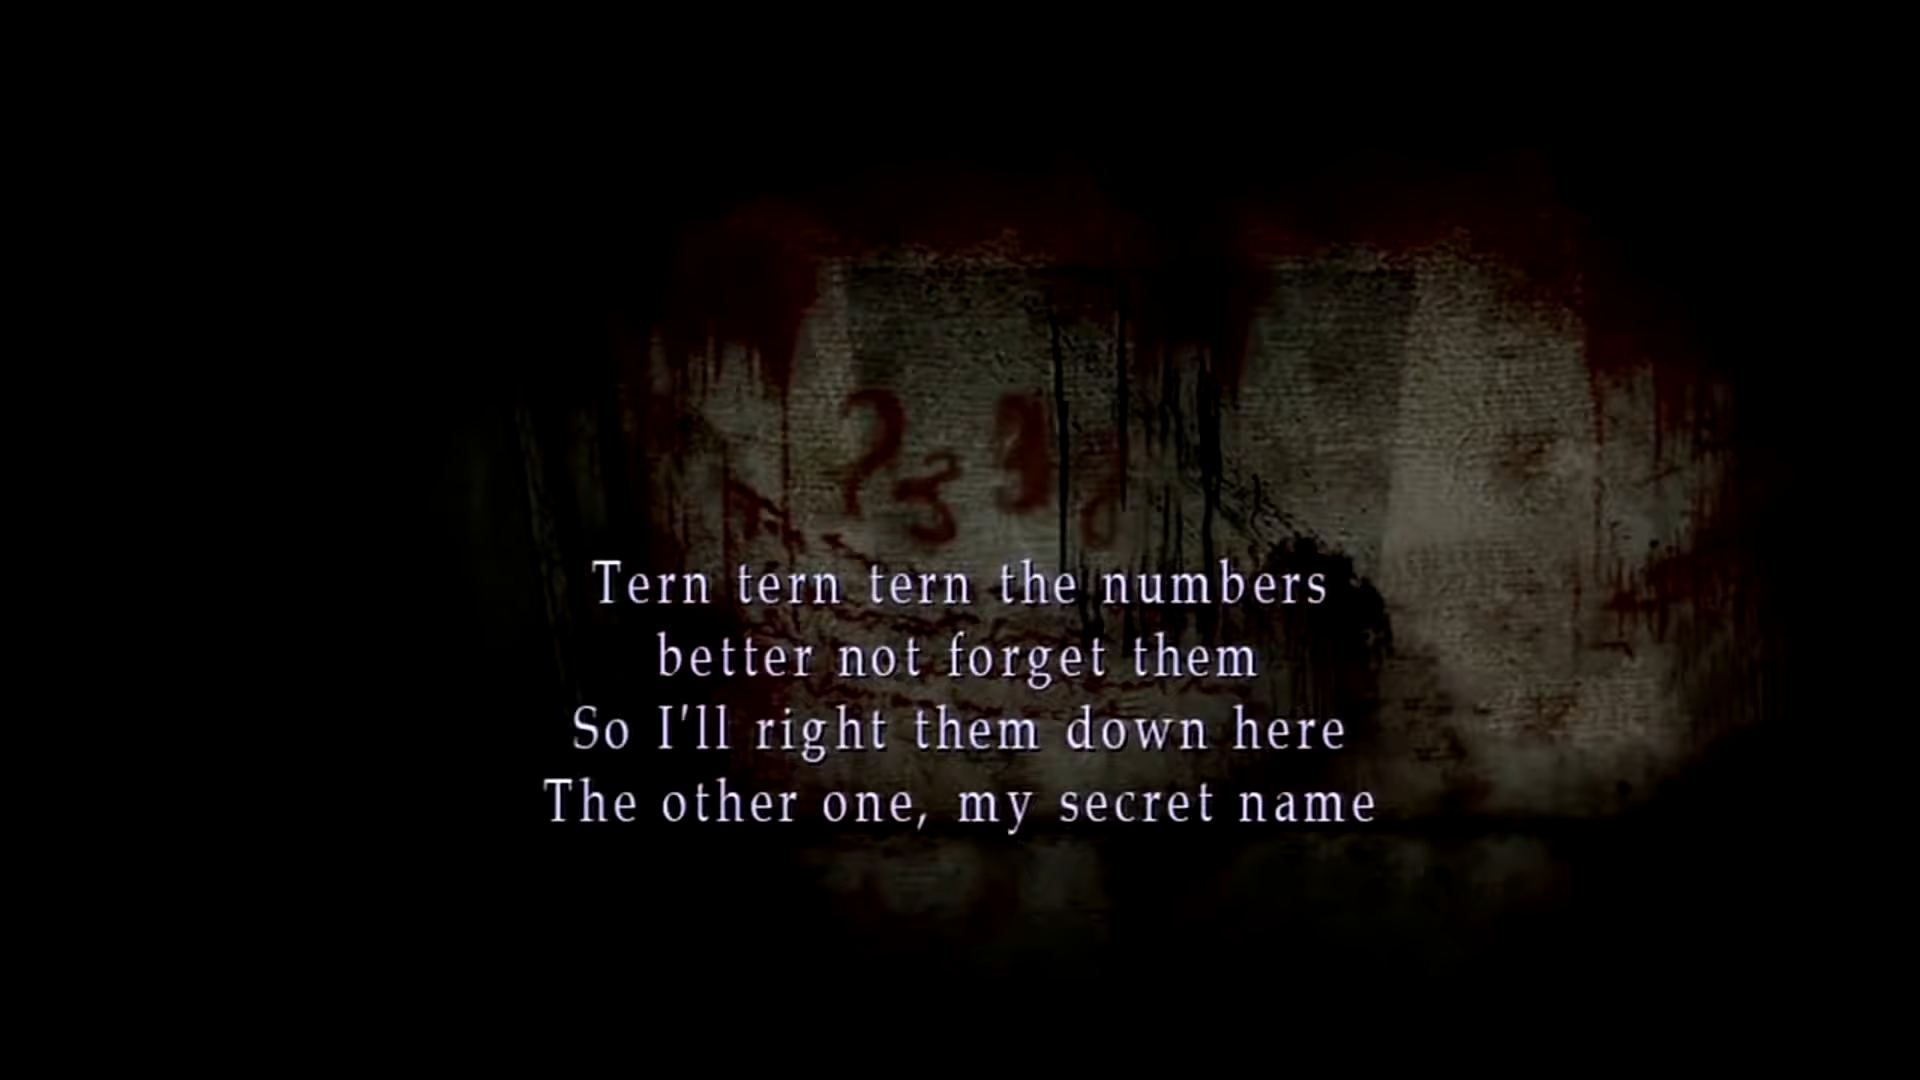 Tern tern tern the numbers
better not forget them
So I'll right them down here
The other one, my secret name